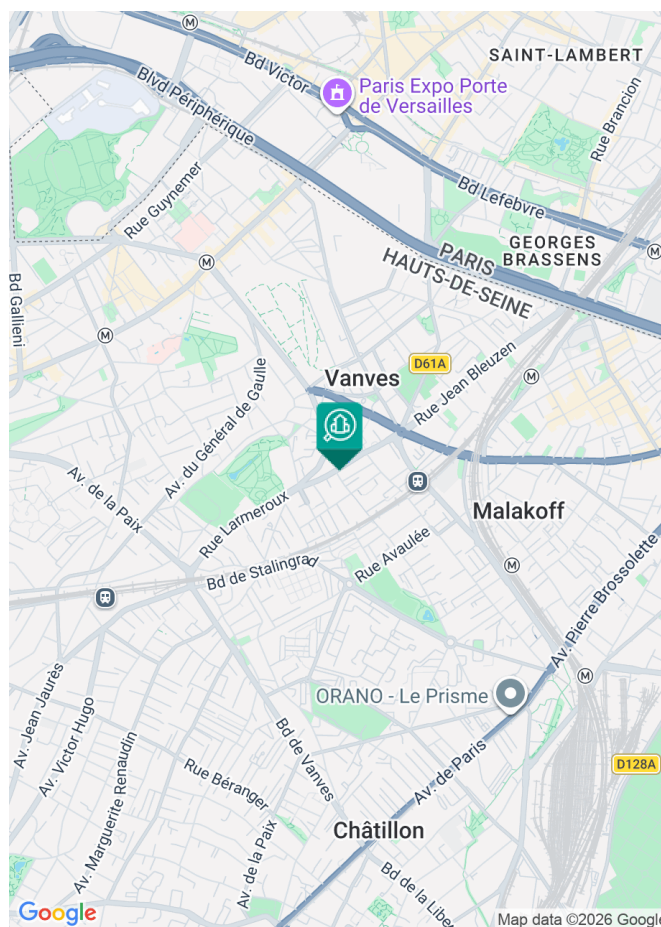 M
Bd Victor
SAINT-LAMBERT
Paris Expo Porte
de Versailles
Blvd Périphérique
Rue Brancion
Rue Guynemer
Bd Lefebvre
GEORGES
BRASSENS
M
PARIS
HAUTS-DE-SEINE
M
Bd Gallieni
M
D61A
Rue Jean Bleuzen
M
Vanves
Av. du Général de Gaulle
Av. de la Paix
Rue Larmeroux
Malakoff
Rue Avaulée
Bd de Stalingrad
M
Av. Pierre Brossolette
Av. Jean Jaurès
Av. Victor Hugo
M
ORANO - Le Prisme
Bd de Vanves
Av. Marguerite Renaudin
Rue Béranger
Av. de Paris
D128A
Av. de la Paix
Châtillon
Bd de la Libe
Google
Map data ©2026 Google